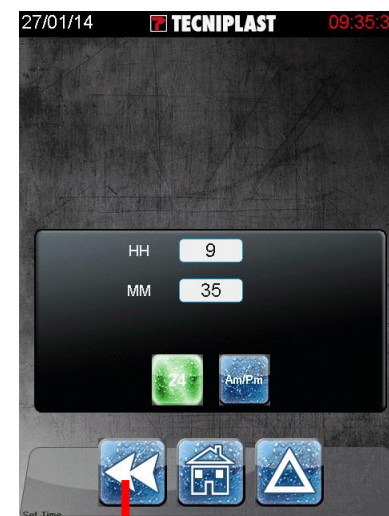 27/01/14 TECNIPLAST 09:35:3
HH 9
MM 35
24 Am/Pm
Set Time